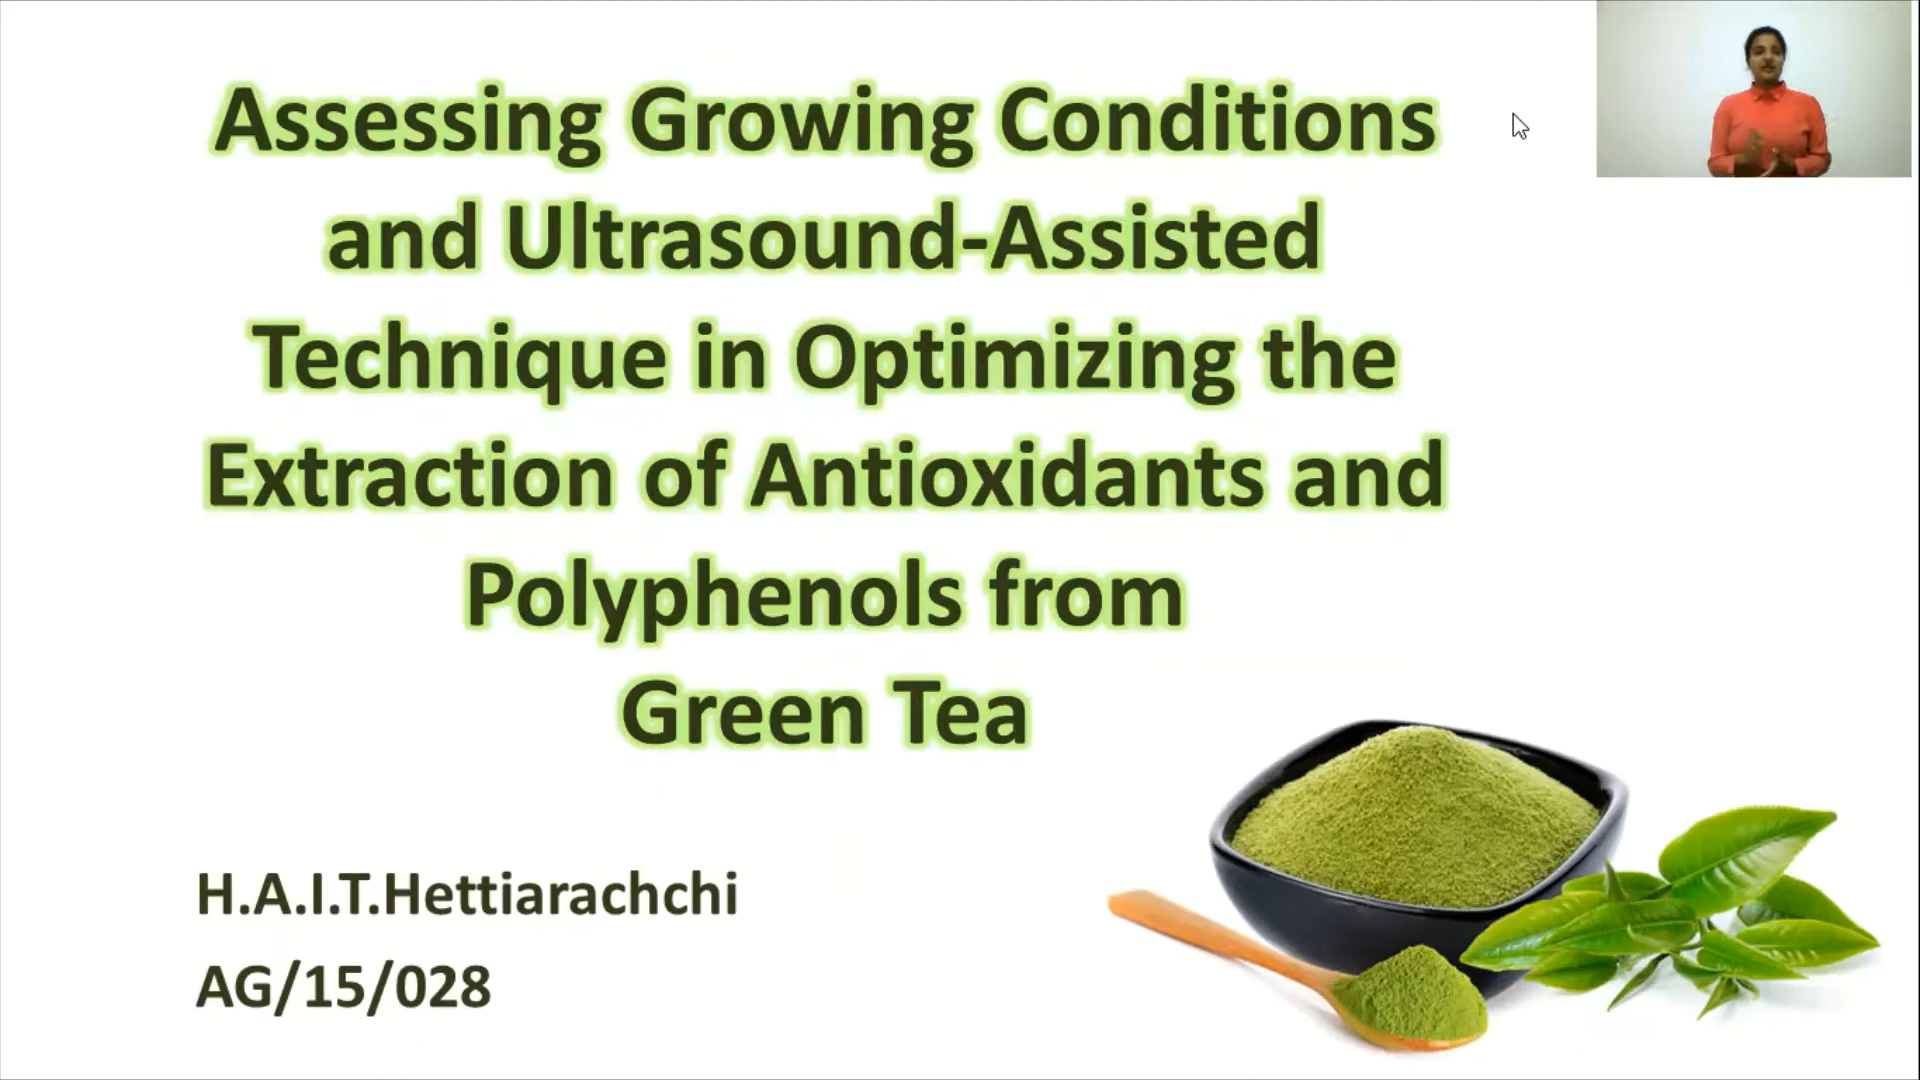 Assessing Growing Conditions
and Ultrasound-Assisted
Technique in Optimizing the
Extraction of Antioxidants and
Polyphenols from
Green Tea
H.A.I.T.Hettiarachchi
AG/15/028